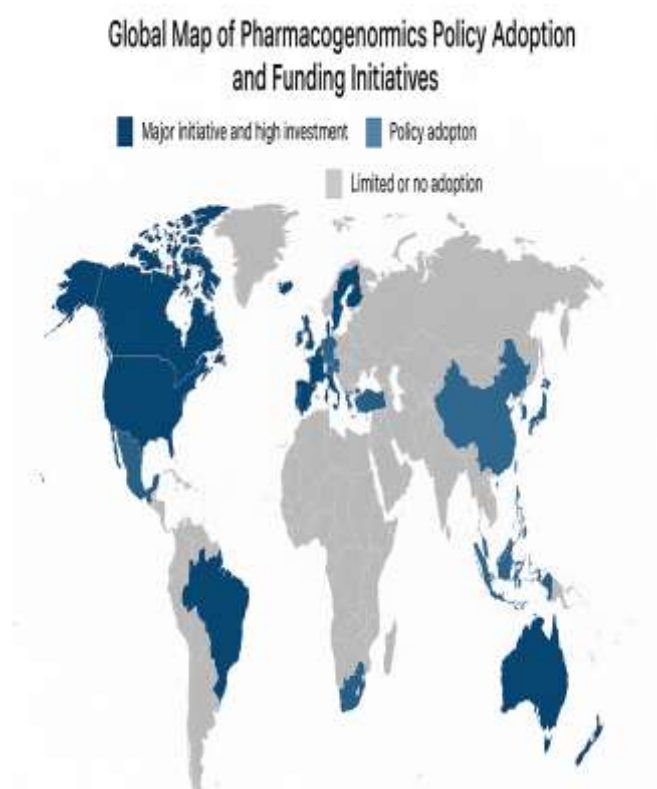 Global Map of Pharmacogenormics Policy Adoption
and Funding Initiatives
Major initiative and high investment
Policy adopton
Limited or no adoption